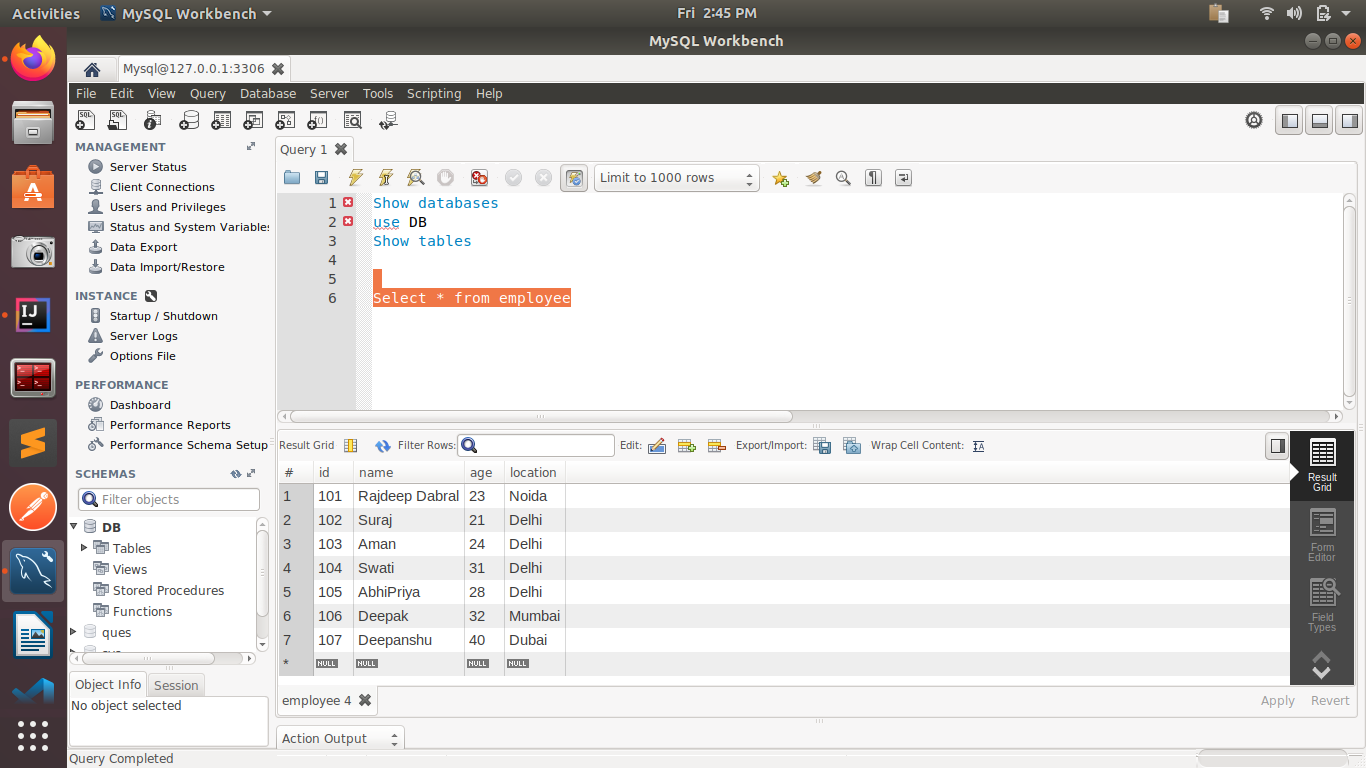 Activities MySQL Workbench Fri 2:45 PM
MySQL Workbench
Mysql@127.0.0.1:3306
File Edit View Query Database Server Tools Scripting Help
MANAGEMENT
Server Status
Client Connections
Users and Privileges
Status and System Variables
Data Export
Data Import/Restore
INSTANCE
Startup / Shutdown
Server Logs
Options File
PERFORMANCE
Dashboard
Performance Reports
Performance Schema Setup
SCHEMAS
Filter objects
DB
Tables
Views
Stored Procedures
Functions
ques
Object Info Session
No object selected
Query 1
Limit to 1000 rows
1 Show databases
2 use DB
3 Show tables
4
5
6 Select * from employee
Result Grid Filter Rows: Edit: Export/Import: Wrap Cell Content:
# id name age location
1 101 Rajdeep Dabral 23 Noida
2 102 Suraj 21 Delhi
3 103 Aman 24 Delhi
4 104 Swati 31 Delhi
5 105 AbhiPriya 28 Delhi
6 106 Deepak 32 Mumbai
7 107 Deepanshu 40 Dubai
* NULL NULL NULL NULL
Result
Grid
Form
Editor
Field
Types
employee 4 Apply Revert
Action Output
Query Completed